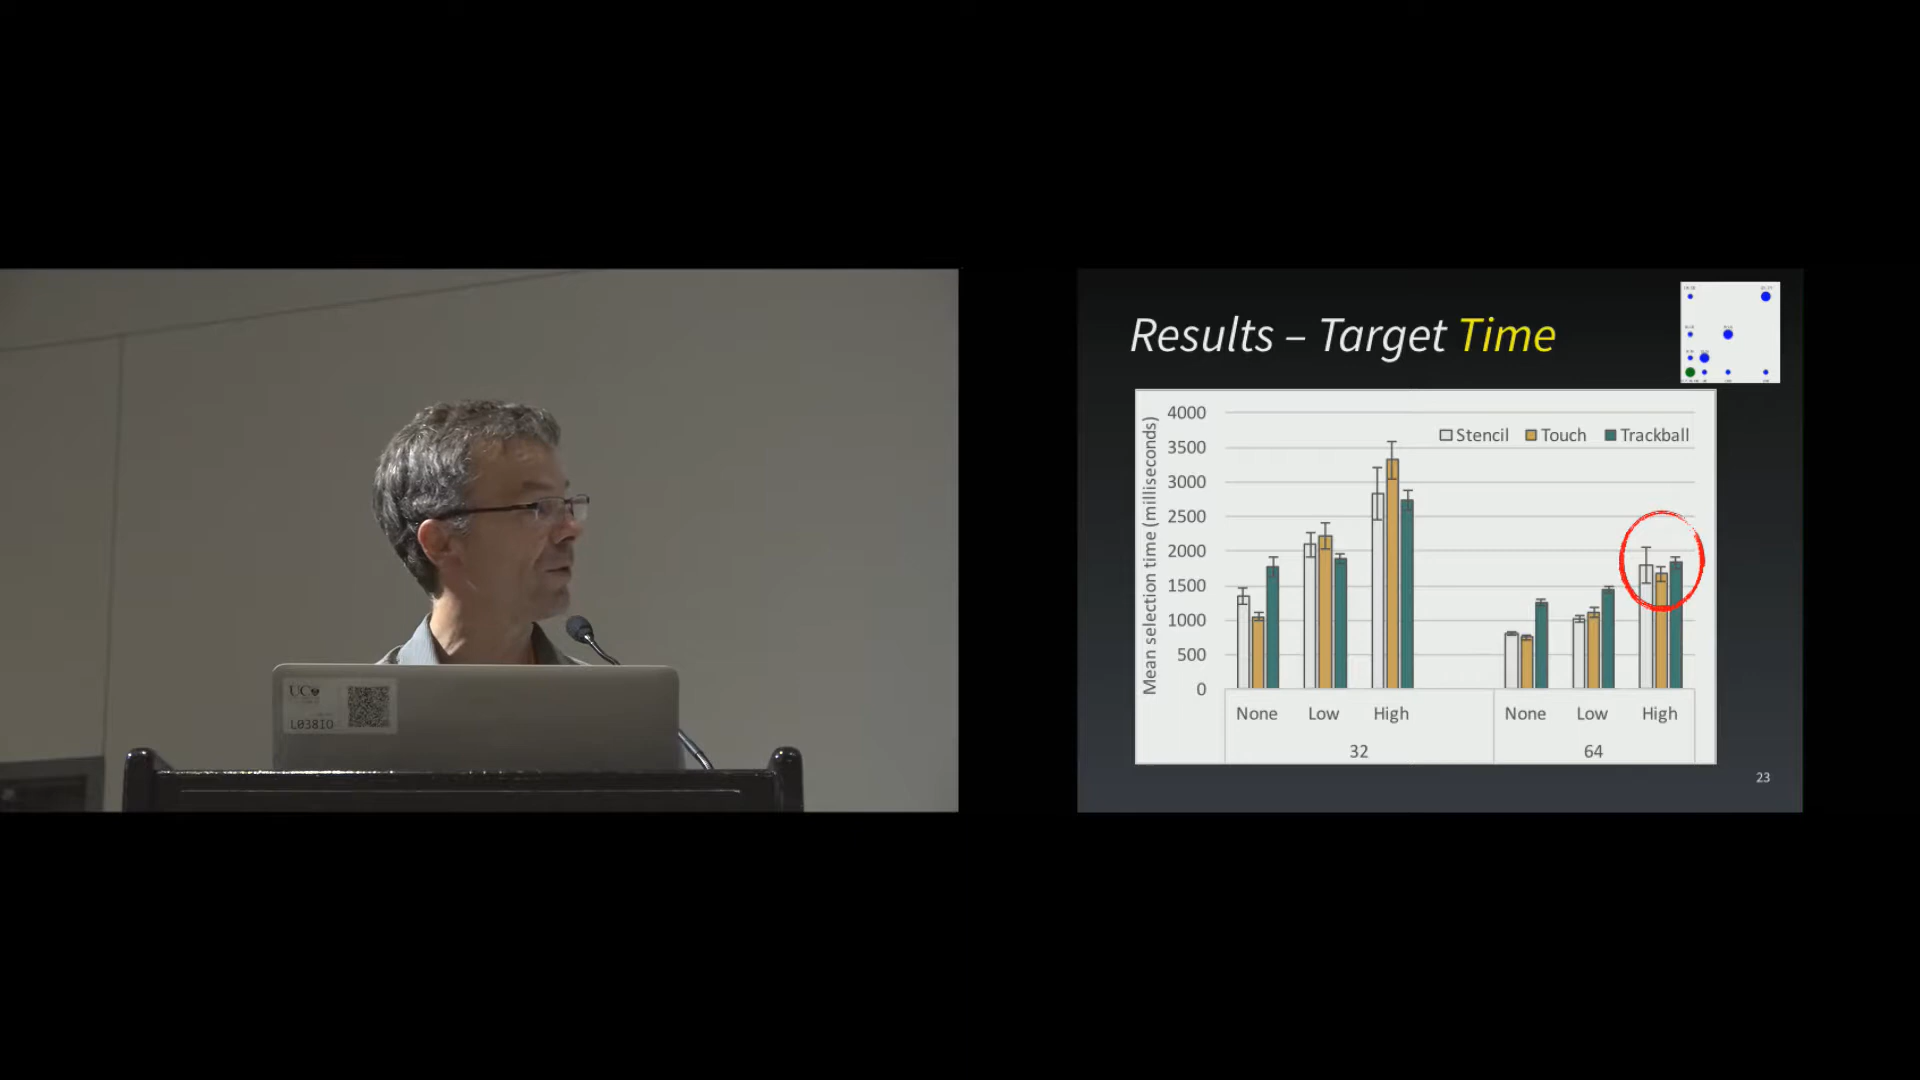 Results – Target Time
4000
3500
3000
2500
2000
1500
1000
500
0
Mean selection time (milliseconds)
Stencil Touch Trackball
None Low High None Low High
32 64
23
UC
L038IO